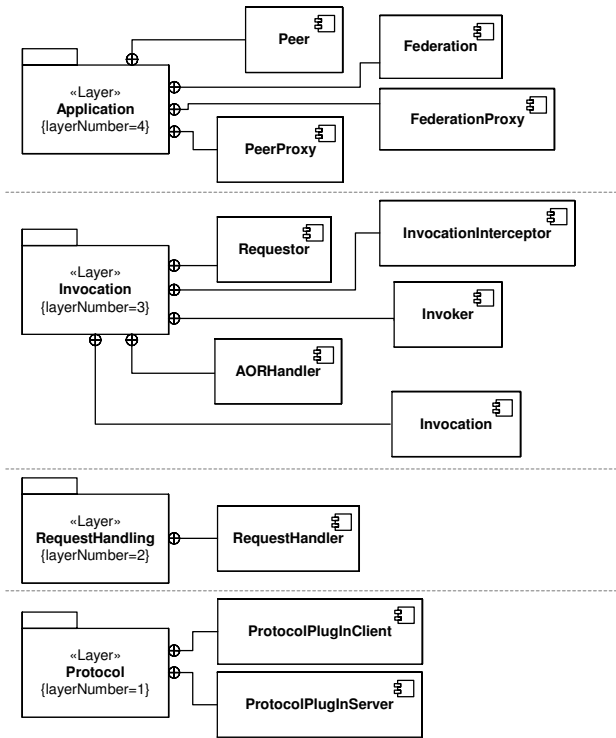 Peer
Federation
«Layer»
Application
{layerNumber=4}
FederationProxy
PeerProxy
Requestor
InvocationInterceptor
«Layer»
Invocation
{layerNumber=3}
Invoker
AORHandler
Invocation
«Layer»
RequestHandling
{layerNumber=2}
RequestHandler
ProtocolPlugInClient
«Layer»
Protocol
{layerNumber=1}
ProtocolPlugInServer